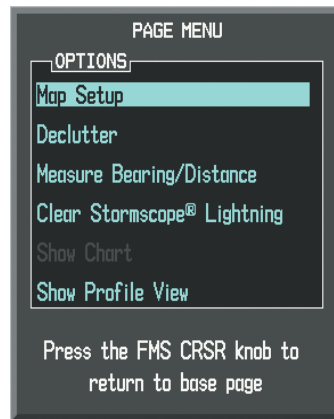 PAGE MENU
OPTIONS
Map Setup
Declutter
Measure Bearing/Distance
Clear Stormscope® Lightning
Show Chart
Show Profile View
Press the FMS CRSR knob to
return to base page